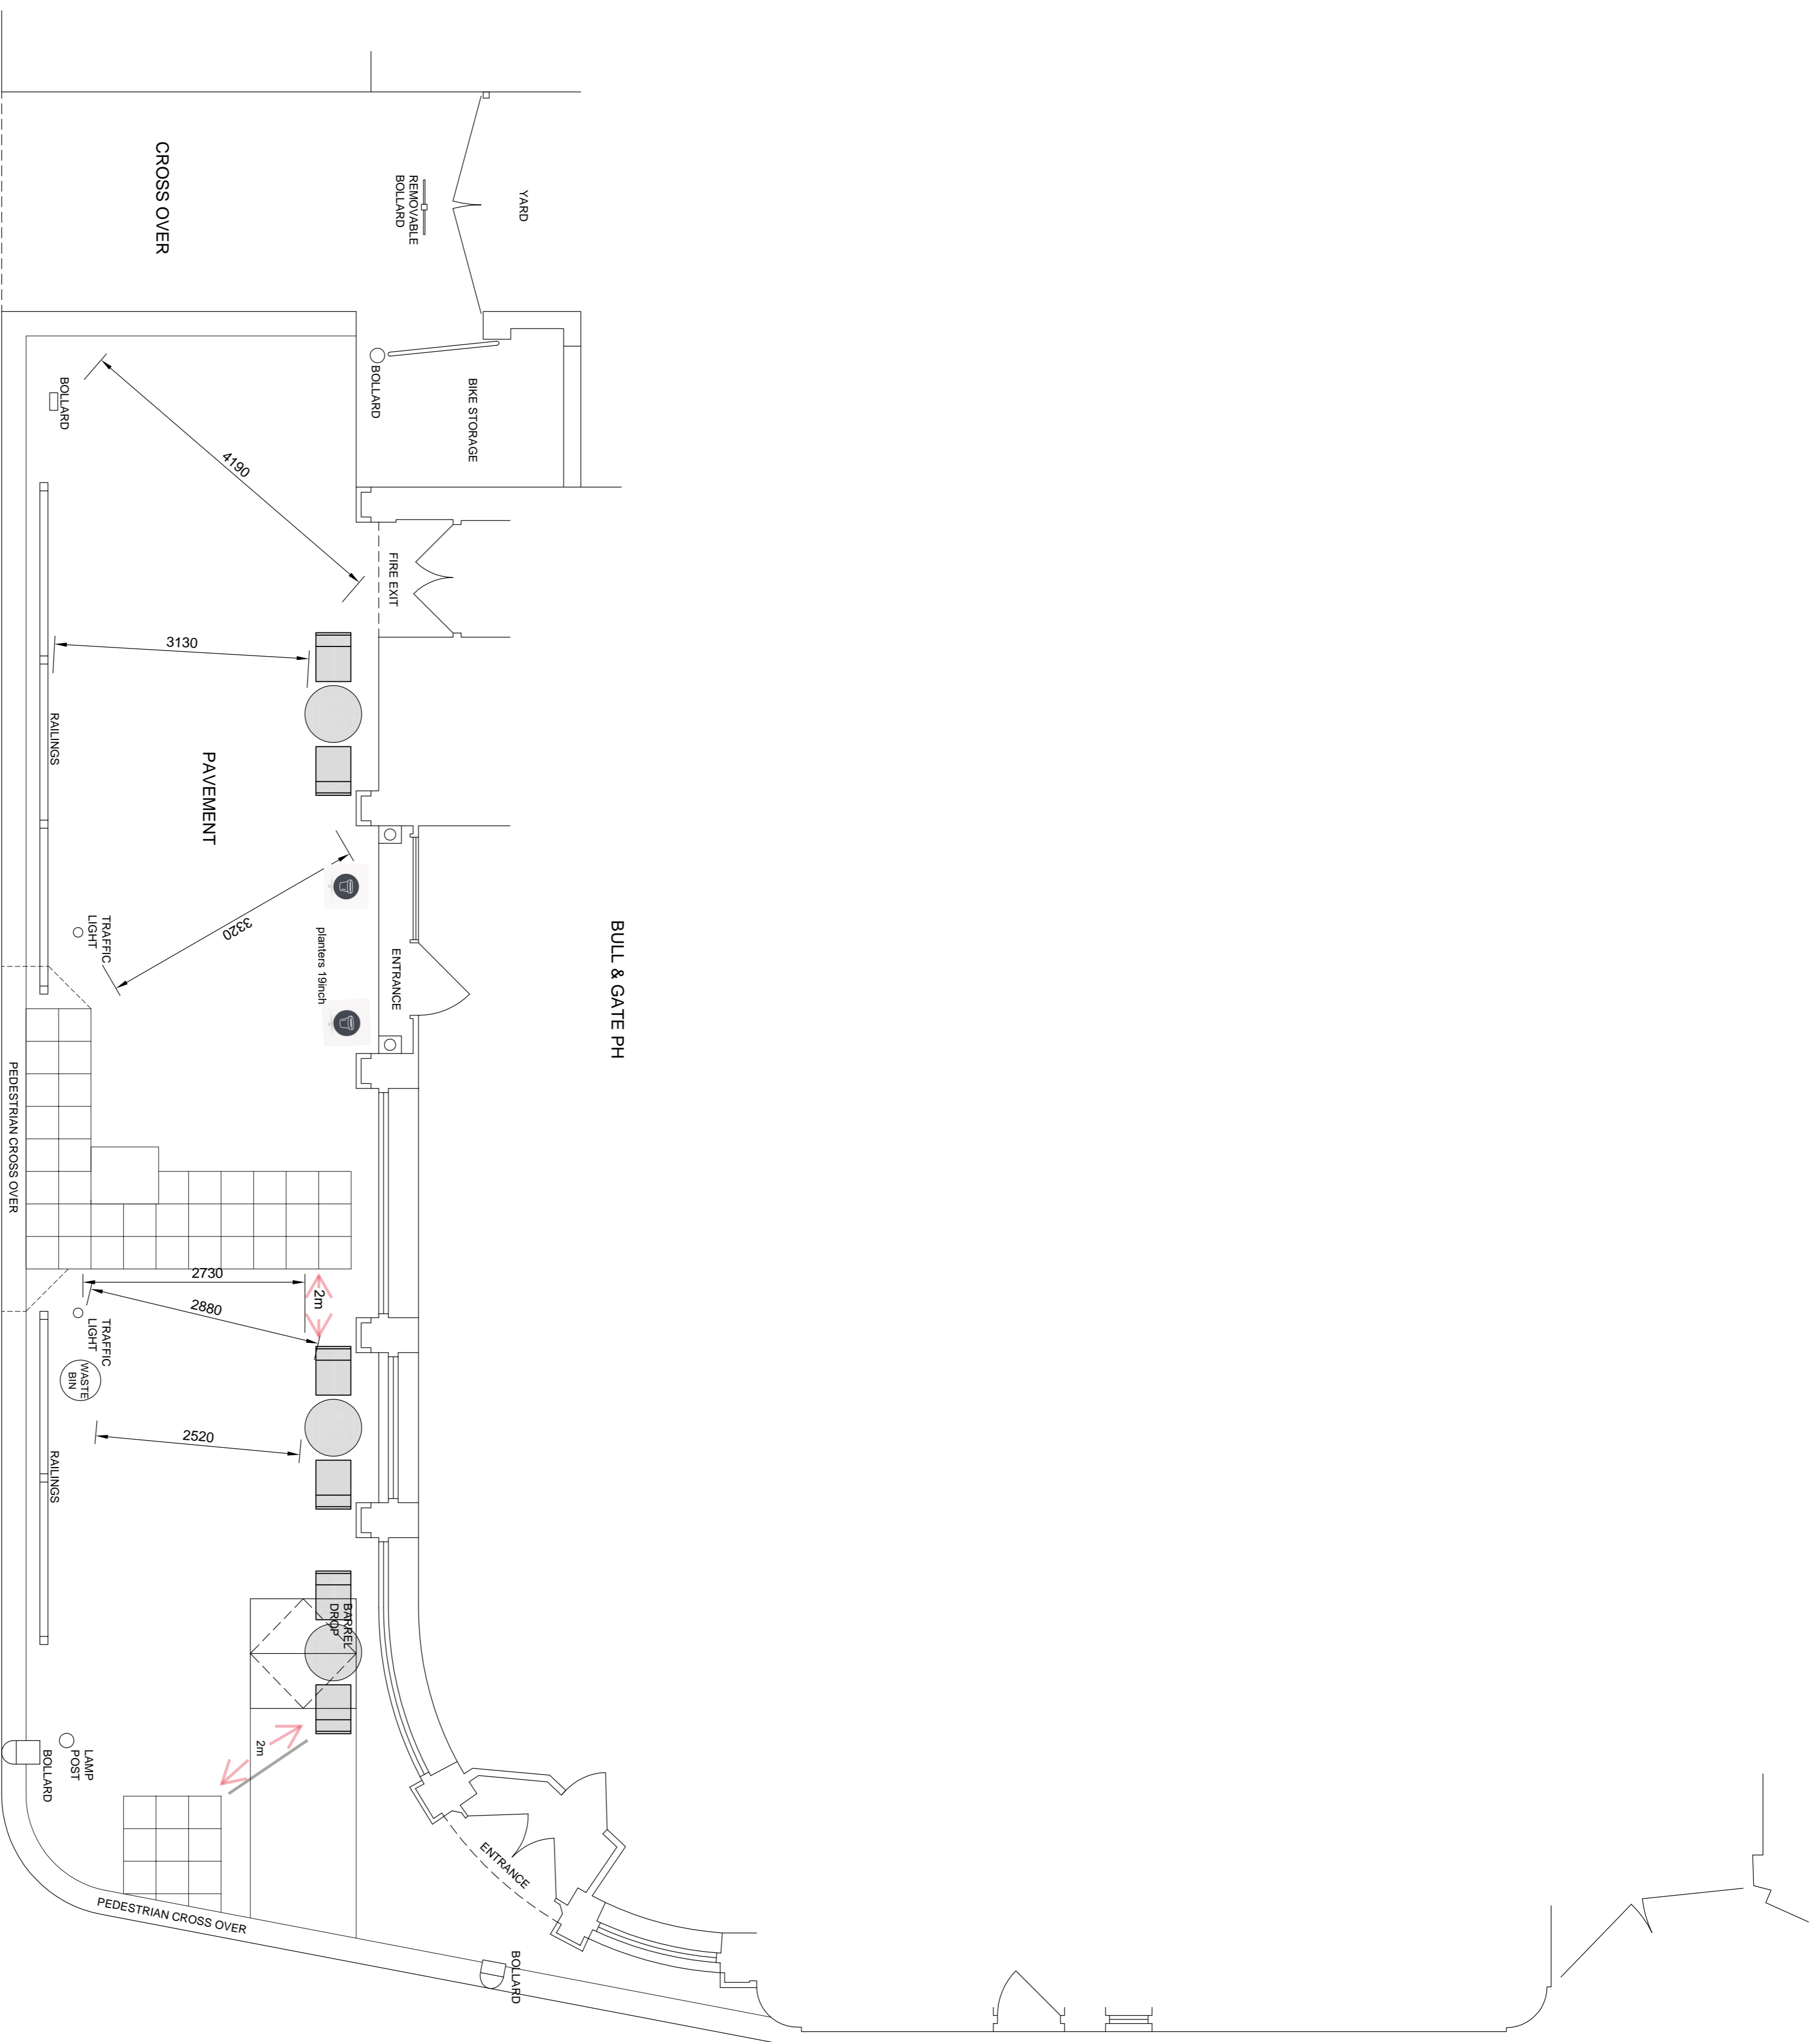 CROSS OVER
REMOVABLE
BOLLARD
YARD
BOLLARD
BOLLARD
BIKE STORAGE
4190
FIRE EXIT
3130
RAILINGS
PAVEMENT
3320
TRAFFIC
LIGHT
planters 19inch
ENTRANCE
BULL & GATE PH
PEDESTRIAN CROSS OVER
2730
2m
2880
TRAFFIC
LIGHT
WASTE
BIN
2520
RAILINGS
BARREL
DROP
2m
LAMP
POST
BOLLARD
ENTRANCE
PEDESTRIAN CROSS OVER
BOLLARD